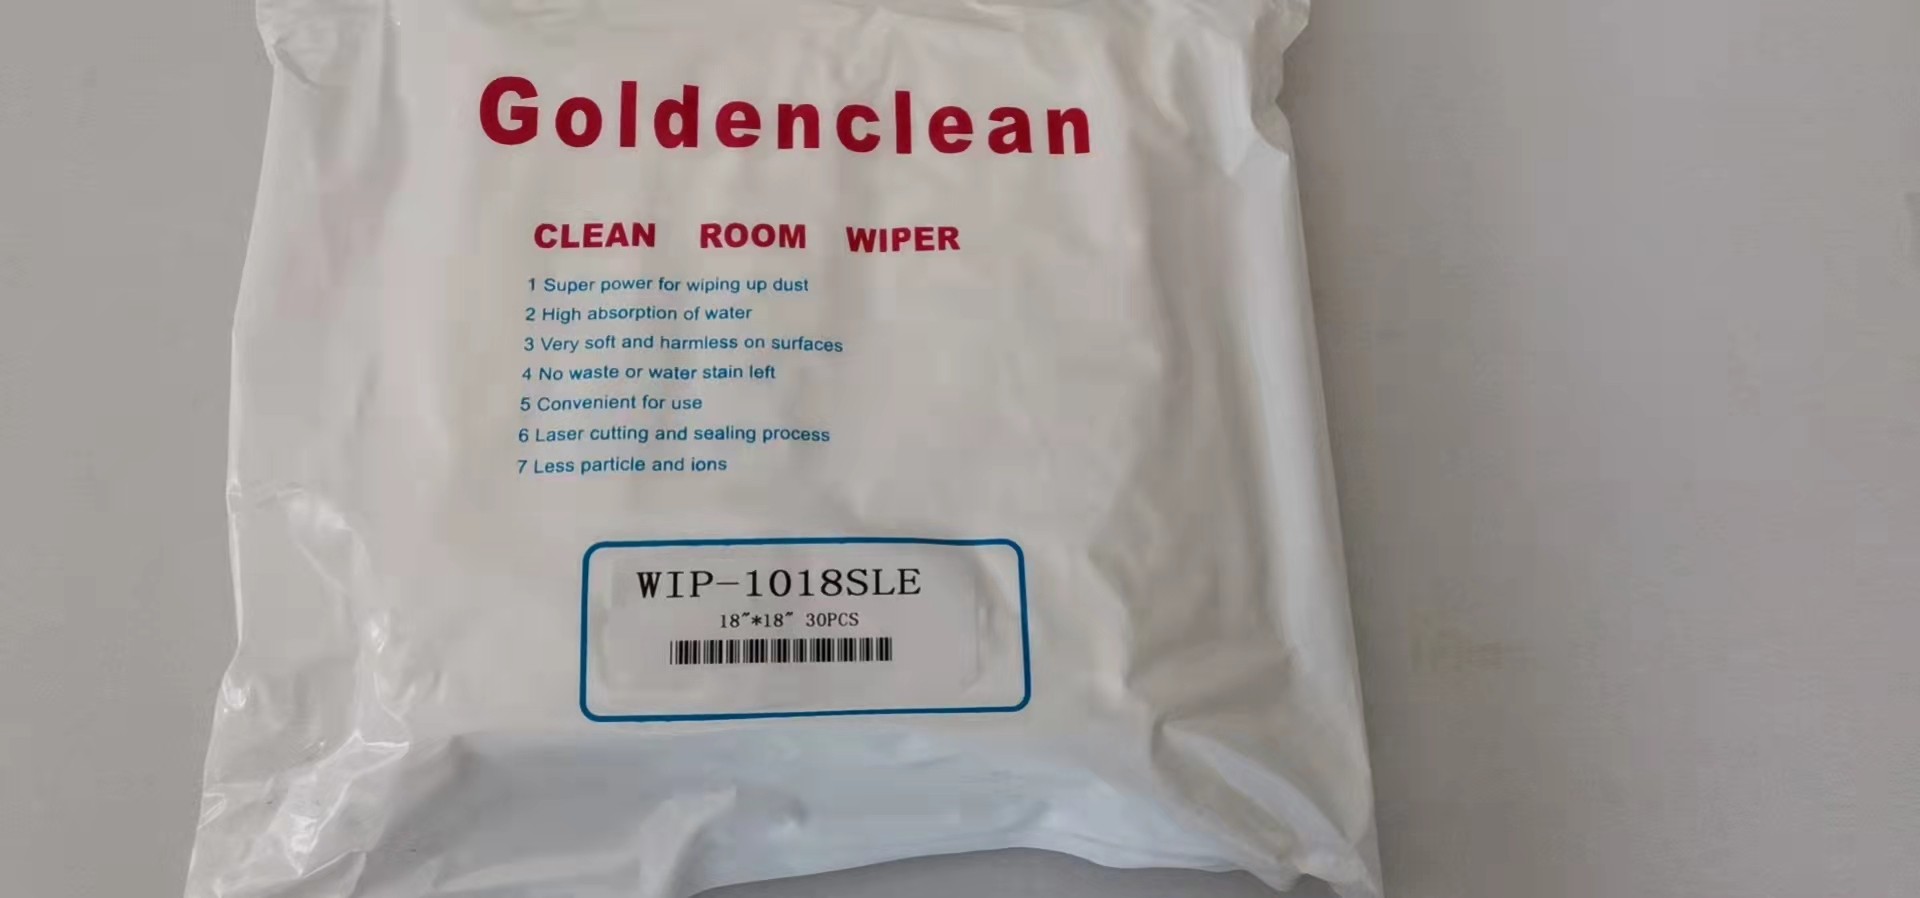 Goldenclean
CLEAN ROOM WIPER
1 Super power for wiping up dust
2 High absorption of water
3 Very soft and harmless on surfaces
4 No waste or water stain left
5 Convenient for use
6 Laser cutting and sealing process
7 Less particle and ions
WIP-1018SLE
18″*18″ 30PCS